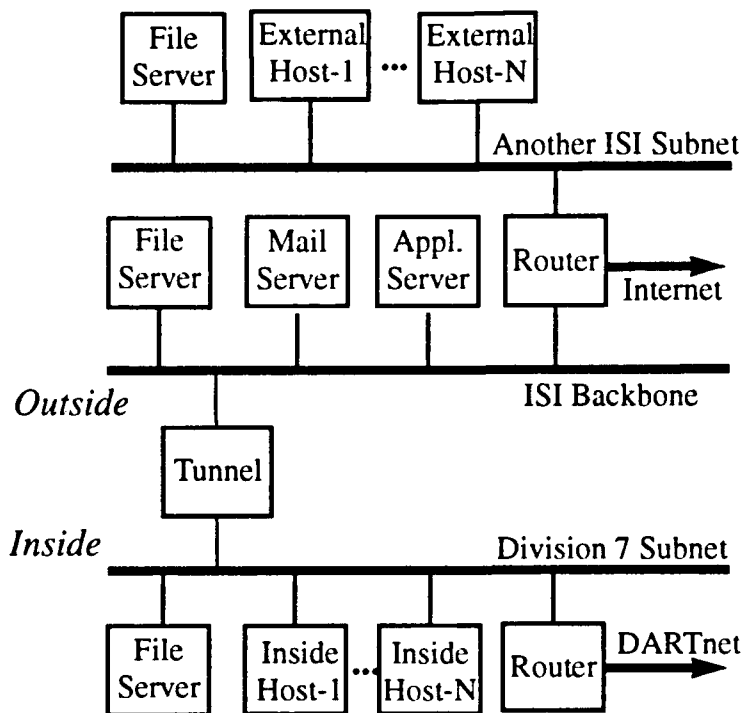 File
Server
External
Host-1
...
External
Host-N
Another ISI Subnet
File
Server
Mail
Server
Appl.
Server
Router
Internet
ISI Backbone
Outside
Tunnel
Inside
Division 7 Subnet
File
Server
Inside
Host-1
...
Inside
Host-N
Router
DARTnet